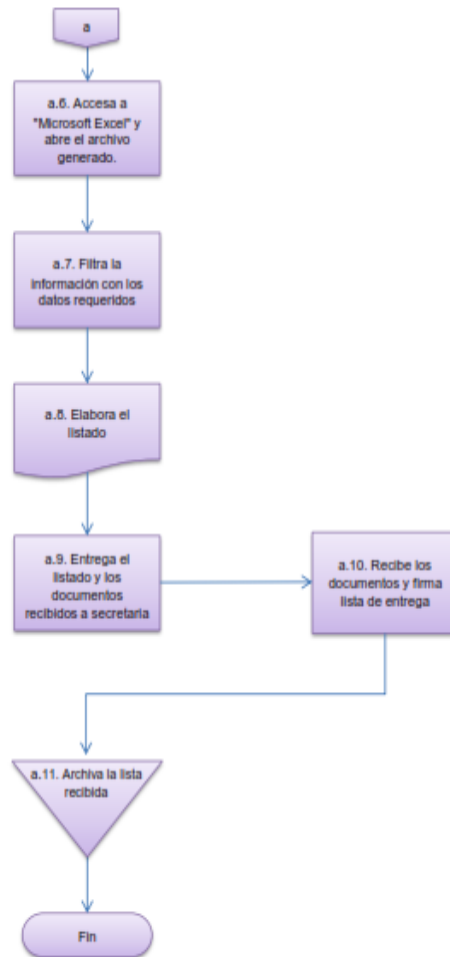 a
a.6. Accesa a
"Microsoft Excel" y
abre el archivo
generado.
a.7. Filtra la
información con los
datos requeridos
a.8. Elabora el
listado
a.9. Entrega el
listado y los
documentos
recibidos a secretaria
a.10. Recibe los
documentos y firma
lista de entrega
a.11. Archiva la lista
recibida
Fin